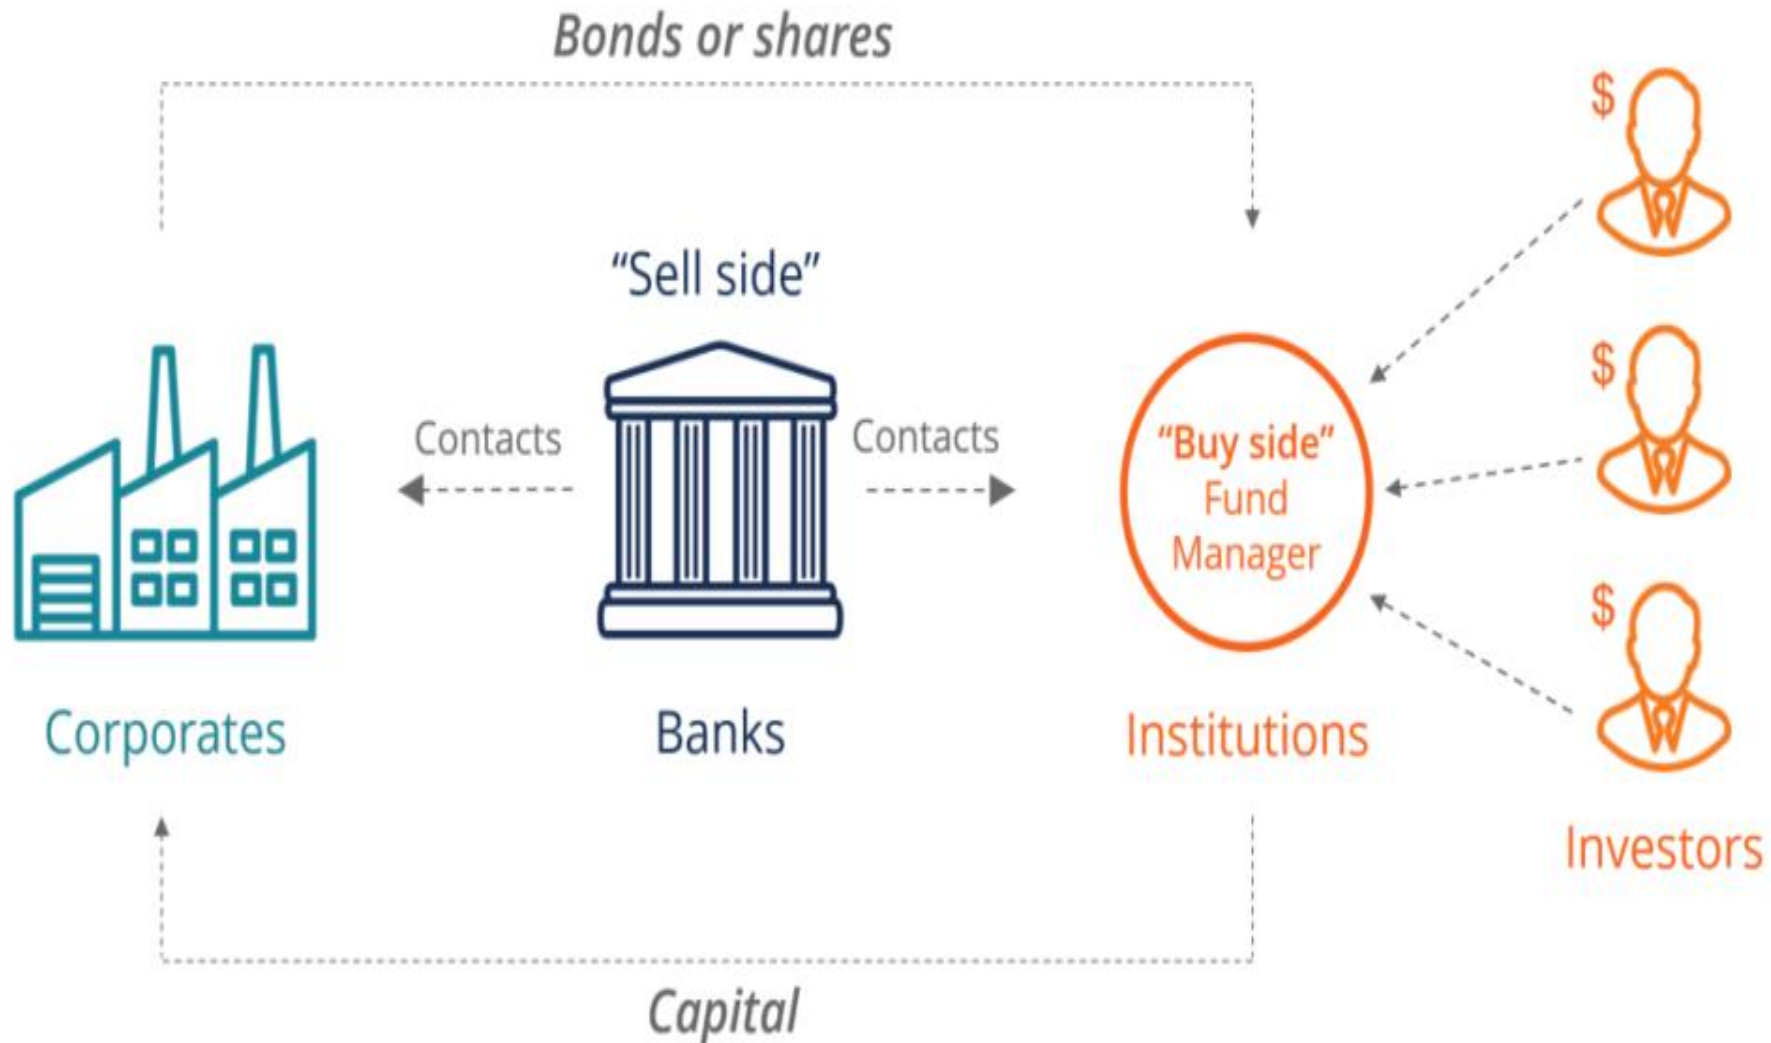 Bonds or shares
$
“Sell side”
$
Contacts
Contacts
“Buy side”
Fund
Manager
$
Corporates
Banks
Institutions
Investors
Capital